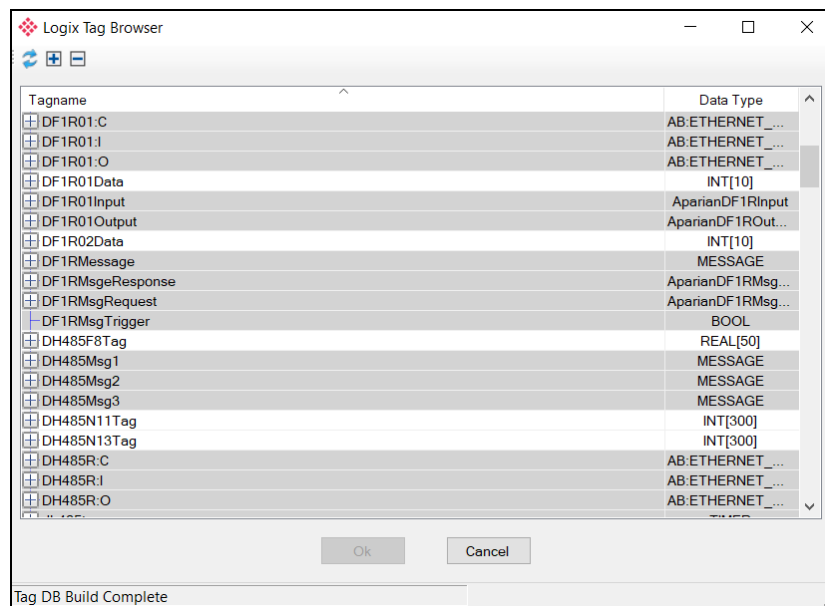 Logix Tag Browser
Tagname Data Type
DF1R01:C AB:ETHERNET_...
DF1R01:I AB:ETHERNET_...
DF1R01:O AB:ETHERNET_...
DF1R01Data INT[10]
DF1R01Input AparianDF1RInput
DF1R01Output AparianDF1ROut...
DF1R02Data INT[10]
DF1RMessage MESSAGE
DF1RMsgeResponse AparianDF1RMsg...
DF1RMsgRequest AparianDF1RMsg...
DF1RMsgTrigger BOOL
DH485F8Tag REAL[50]
DH485Msg1 MESSAGE
DH485Msg2 MESSAGE
DH485Msg3 MESSAGE
DH485N11Tag INT[300]
DH485N13Tag INT[300]
DH485R:C AB:ETHERNET_...
DH485R:I AB:ETHERNET_...
DH485R:O AB:ETHERNET_...
Ok Cancel
Tag DB Build Complete